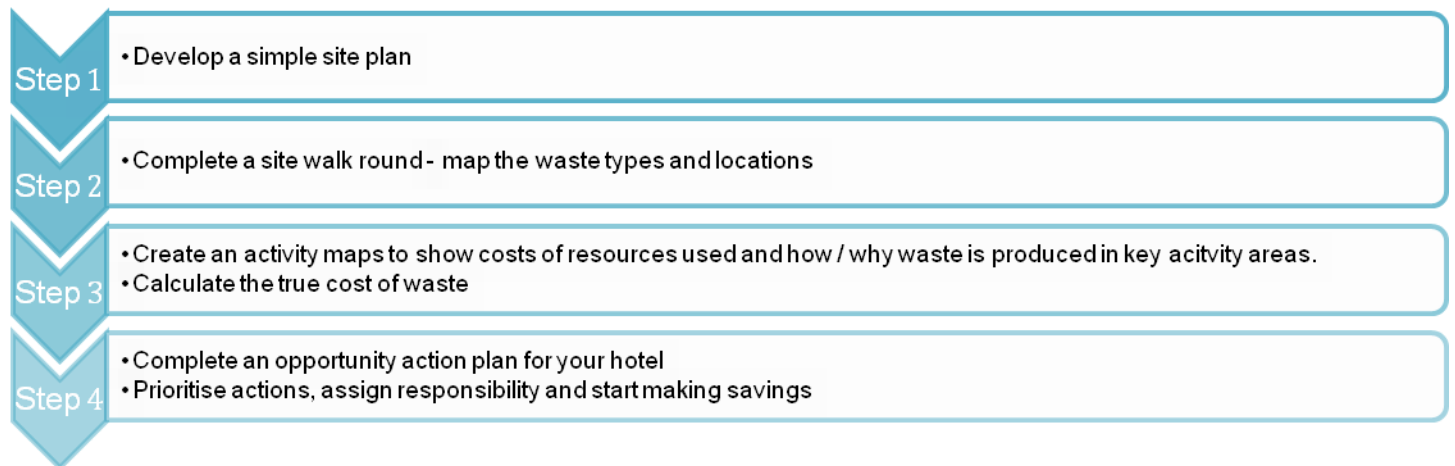 Step 1
• Develop a simple site plan
Step 2
• Complete a site walk round - map the waste types and locations
Step 3
• Create an activity maps to show costs of resources used and how / why waste is produced in key acitvity areas.
• Calculate the true cost of waste
Step 4
• Complete an opportunity action plan for your hotel
• Prioritise actions, assign responsibility and start making savings